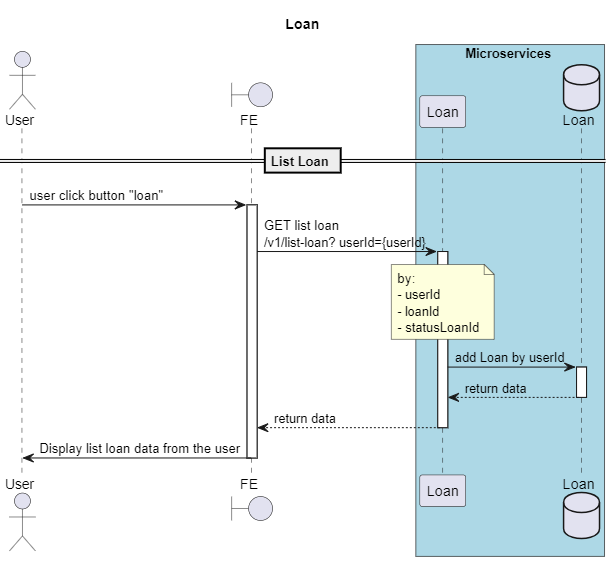 Loan
Microservices
User
FE
Loan
Loan
List Loan
user click button "loan"
GET list loan
/v1/list-loan? userId={userId}
by:
- userId
- loanId
- statusLoanId
add Loan by userId
return data
return data
Display list loan data from the user
User
FE
Loan
Loan